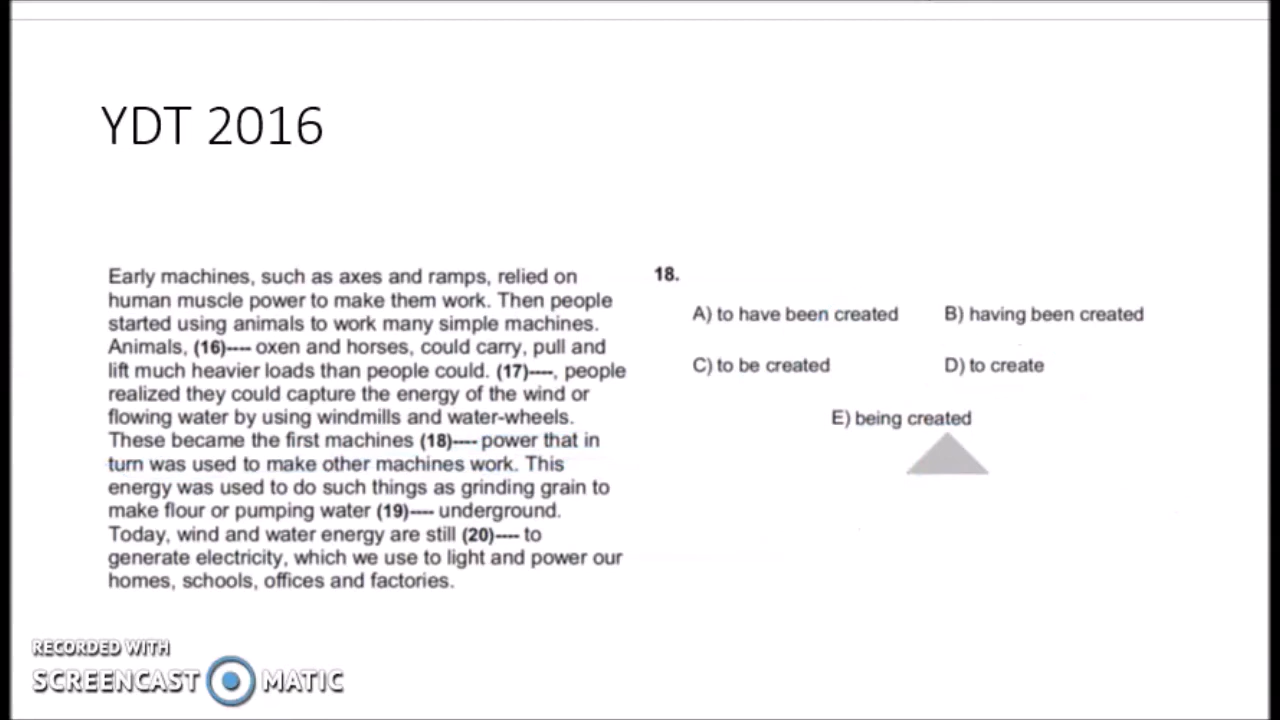 YDT 2016
Early machines, such as axes and ramps, relied on
human muscle power to make them work. Then people
started using animals to work many simple machines.
Animals, (16)---- oxen and horses, could carry, pull and
lift much heavier loads than people could. (17)----, people
realized they could capture the energy of the wind or
flowing water by using windmills and water-wheels.
These became the first machines (18)---- power that in
turn was used to make other machines work. This
energy was used to do such things as grinding grain to
make flour or pumping water (19)---- underground.
Today, wind and water energy are still (20)---- to
generate electricity, which we use to light and power our
homes, schools, offices and factories.
18.
A) to have been created
B) having been created
C) to be created
D) to create
E) being created
RECORDED WITH
SCREENCAST MATIC